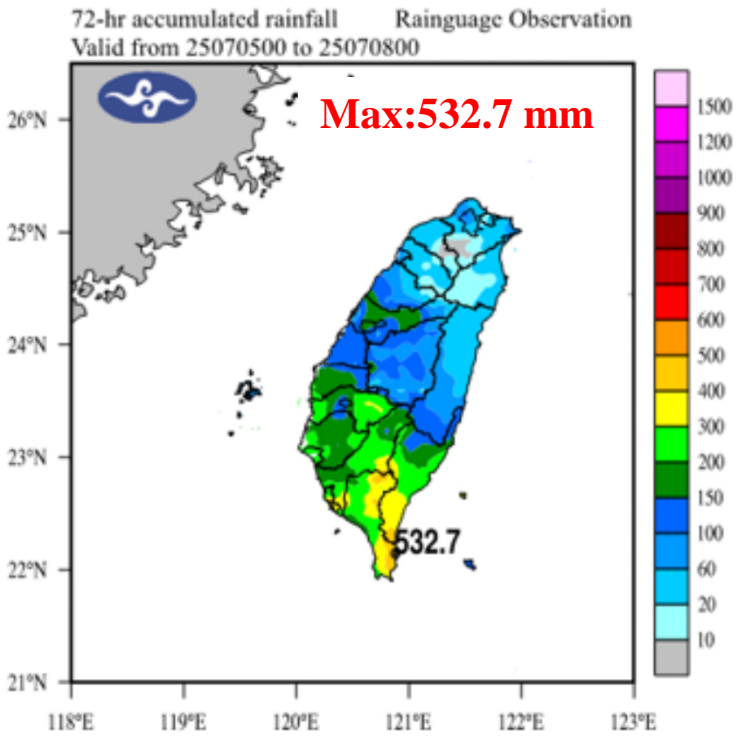 72-hr accumulated rainfall Rainguage Observation
Valid from 25070500 to 25070800
Max:532.7 mm
26°N
25°N
24°N
23°N
22°N
21°N
532.7
118°E 119°E 120°E 121°E 122°E 123°E
1500
1200
1000
900
800
700
600
500
400
300
200
150
100
60
20
10